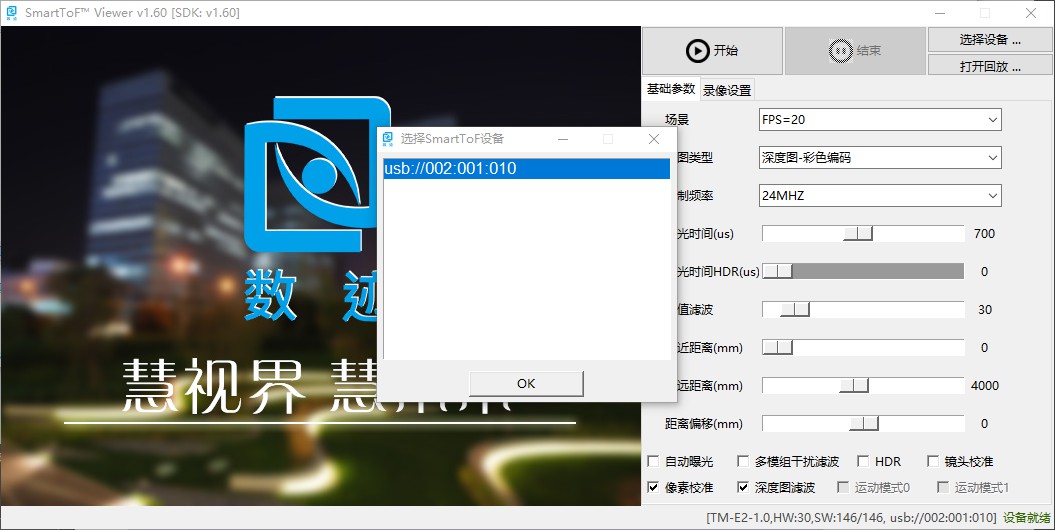 SmartToF™ Viewer v1.60 [SDK: v1.60]
开始
结束
选择设备 ...
打开回放 ...
基础参数
录像设置
场景
FPS=20
图类型
深度图-彩色编码
制频率
24MHZ
光时间(us)
700
光时间HDR(us)
0
值滤波
30
近距离(mm)
0
远距离(mm)
4000
距离偏移(mm)
0
自动曝光
多模组干扰滤波
HDR
镜头校准
像素校准
深度图滤波
运动模式0
运动模式1
[TM-E2-1.0,HW:30,SW:146/146, usb://002:001:010]
设备就绪
选择SmartToF设备
usb://002:001:010
OK
数 迹
慧视界 慧